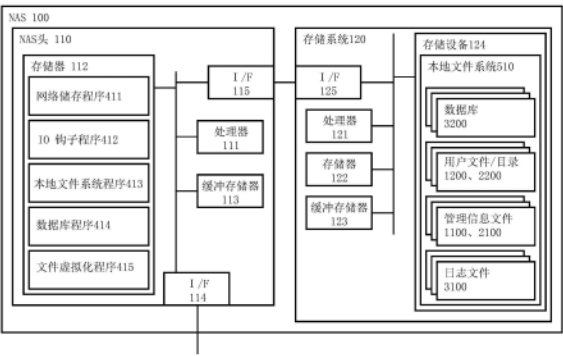 NAS 100
NAS头 110
存储器 112
网络储存程序411
IO 钩子程序412
本地文件系统程序413
数据库程序414
文件虚拟化程序415
I/F
115
处理器
111
缓冲存储器
113
I/F
114
存储系统120
I/F
125
处理器
121
存储器
122
缓冲存储器
123
存储设备124
本地文件系统510
数据库
3200
用户文件/目录
1200、2200
管理信息文件
1100、2100
日志文件
3100